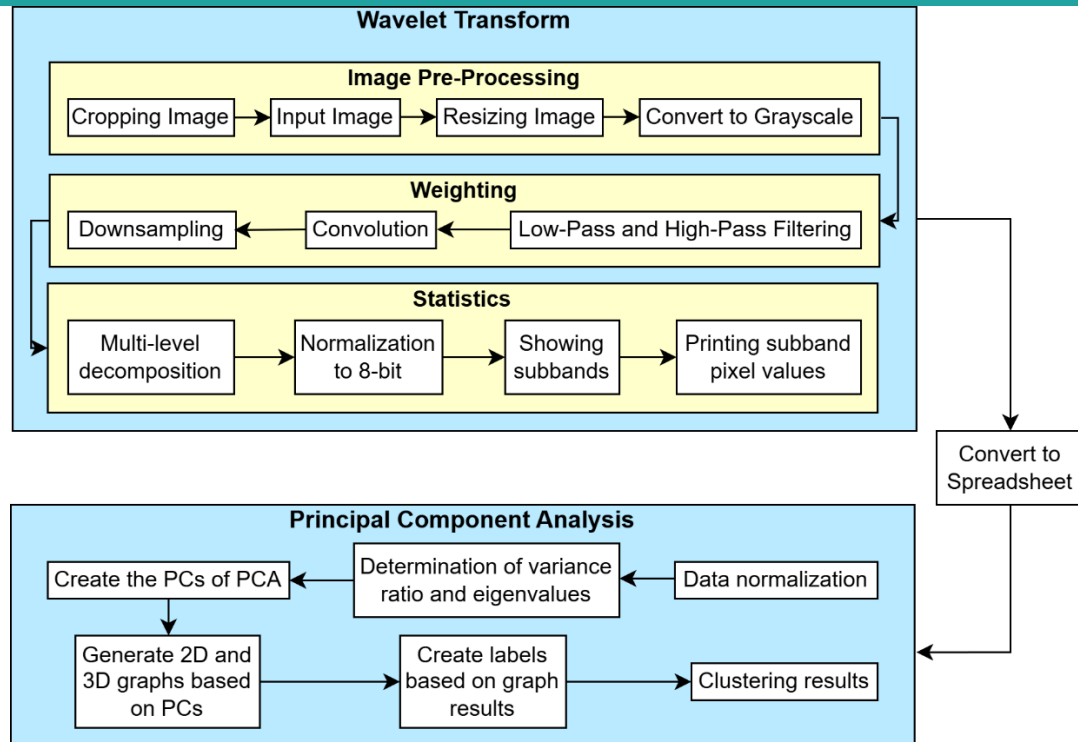 Wavelet Transform
Image Pre-Processing
Cropping Image
Input Image
Resizing Image
Convert to Grayscale
Weighting
Downsampling
Convolution
Low-Pass and High-Pass Filtering
Statistics
Multi-level
decomposition
Normalization
to 8-bit
Showing
subbands
Printing subband
pixel values
Convert to
Spreadsheet
Principal Component Analysis
Create the PCs of PCA
Determination of variance
ratio and eigenvalues
Data normalization
Generate 2D and
3D graphs based
on PCs
Create labels
based on graph
results
Clustering results